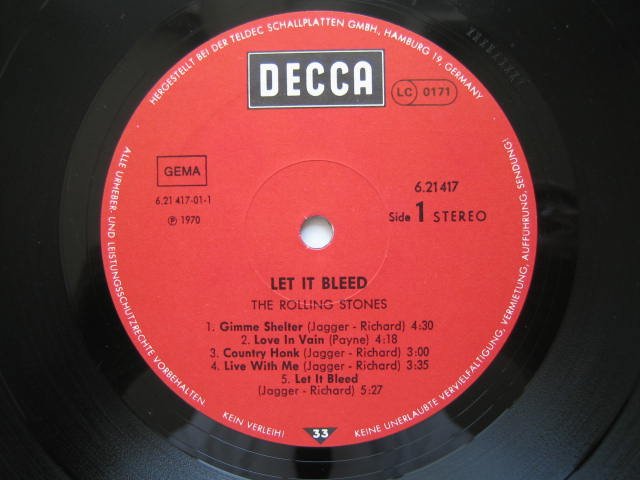 HERGESTELLT BEI DER TELDEC SCHALLPLATTEN GMBH., HAMBURG 19, GERMANY
DECCA
LC 0171
GEMA
6.21 417-01-1
℗ 1970
6.21 417
Side 1 STEREO
LET IT BLEED
THE ROLLING STONES
1. Gimme Shelter (Jagger - Richard) 4:30
2. Love In Vain (Payne) 4:18
3. Country Honk (Jagger - Richard) 3:00
4. Live With Me (Jagger - Richard) 3:35
5. Let It Bleed
(Jagger - Richard) 5:27
33
ALLE URHEBER- UND LEISTUNGSSCHUTZRECHTE VORBEHALTEN
KEIN VERLEIH!
KEINE UNERLAUBTE VERVIELFÄLTIGUNG, VERMIETUNG, AUFFÜHRUNG, SENDUNG!